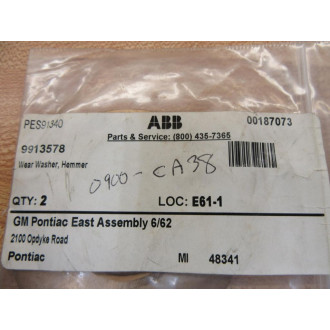 PES91340 ABB 00187073
Parts & Service: (800) 435-7365
9913578
Wear Washer, Hemmer
0900-CA38
QTY: 2 LOC: E61-1
GM Pontiac East Assembly 6/62
2100 Opdyke Road
Pontiac MI 48341